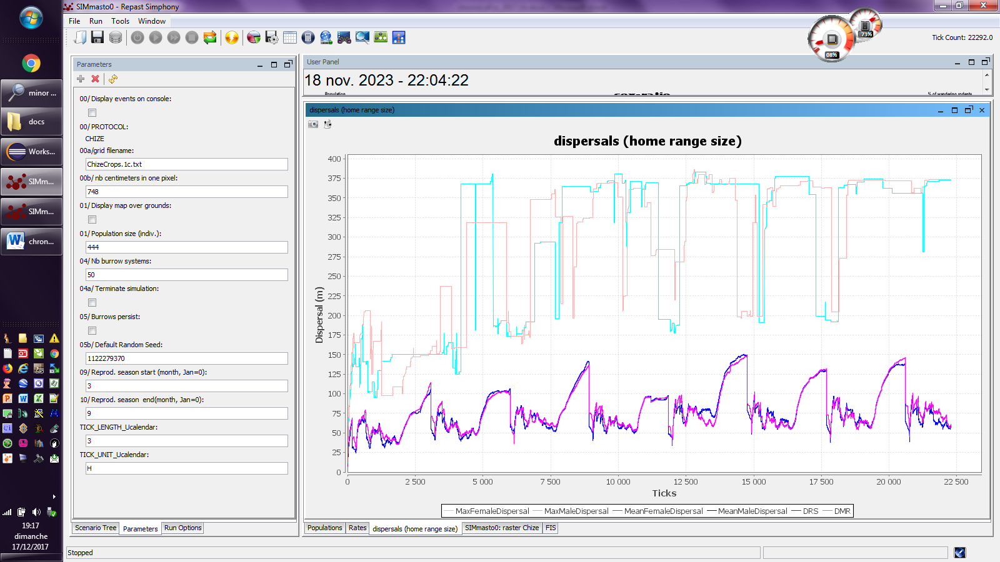 SIMmasto0 - Repast Simphony
File Run Tools Window
73%
08%
Tick Count: 22292.0
minor ...
docs
Works...
SIMm...
SIMm...
chron...
19:17
dimanche
17/12/2017
Parameters
00/ Display events on console:
00/ PROTOCOL:
CHIZE
00a/grid filename:
ChizeCrops.1c.txt
00b/ nb centimeters in one pixel:
748
01/ Display map over grounds:
01/ Population size (indiv.):
444
04/ Nb burrow systems:
50
04a/ Terminate simulation:
05/ Burrows persist:
05b/ Default Random Seed:
1122279370
09/ Reprod. season start (month, Jan=0):
3
10/ Reprod. season end(month, Jan=0):
9
TICK_LENGTH_Ucalendar:
3
TICK_UNIT_Ucalendar:
H
Scenario Tree Parameters Run Options
User Panel
18 nov. 2023 - 22:04:22
Population sex-ratio % of wandering rodents
dispersals (home range size)
dispersals (home range size)
Dispersal (m)
400
375
350
325
300
275
250
225
200
175
150
125
100
75
50
25
0
0 2 500 5 000 7 500 10 000 12 500 15 000 17 500 20 000 22 500
Ticks
MaxFemaleDispersal MaxMaleDispersal MeanFemaleDispersal MeanMaleDispersal DRS DMR
Populations Rates dispersals (home range size) SIMmasto0: raster Chize FIS
Stopped